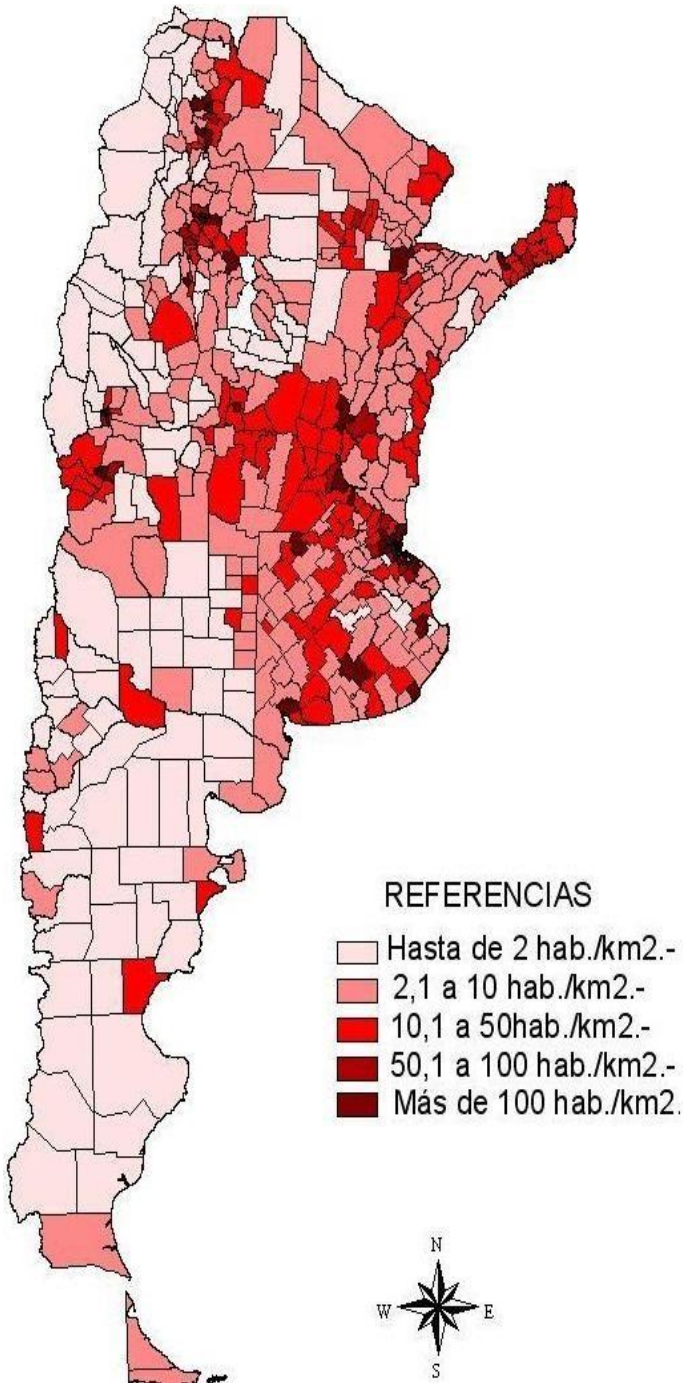 REFERENCIAS
Hasta de 2 hab./km2.-
2,1 a 10 hab./km2.-
10,1 a 50hab./km2.-
50,1 a 100 hab./km2.-
Más de 100 hab./km2.
N
W E
S